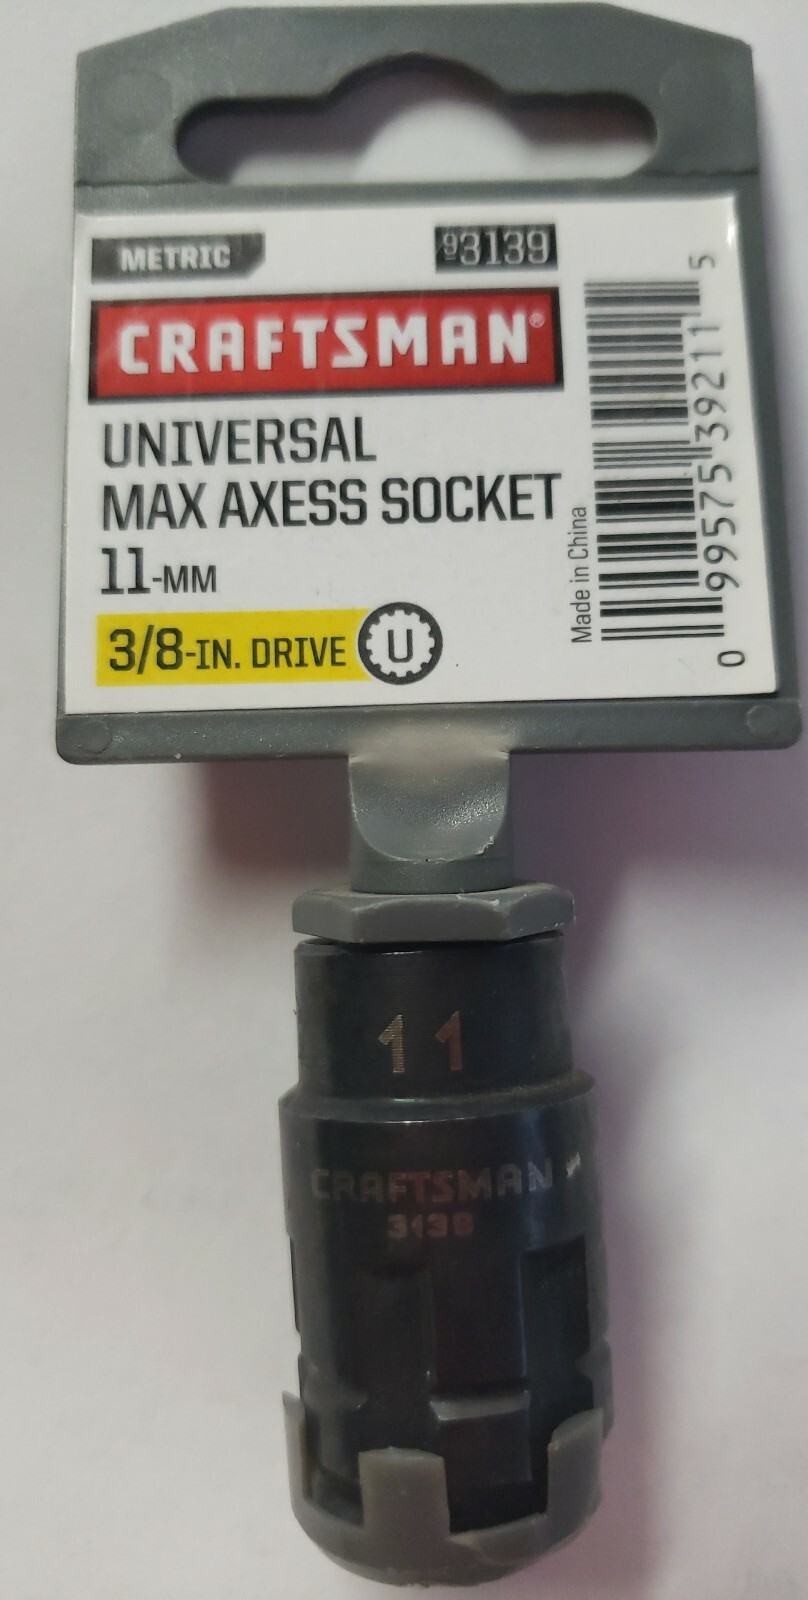 METRIC
93139
CRAFTSMAN®
UNIVERSAL
MAX AXESS SOCKET
11-MM
3/8-IN. DRIVE
U
Made in China
0 99575 39211 5
11
CRAFTSMAN